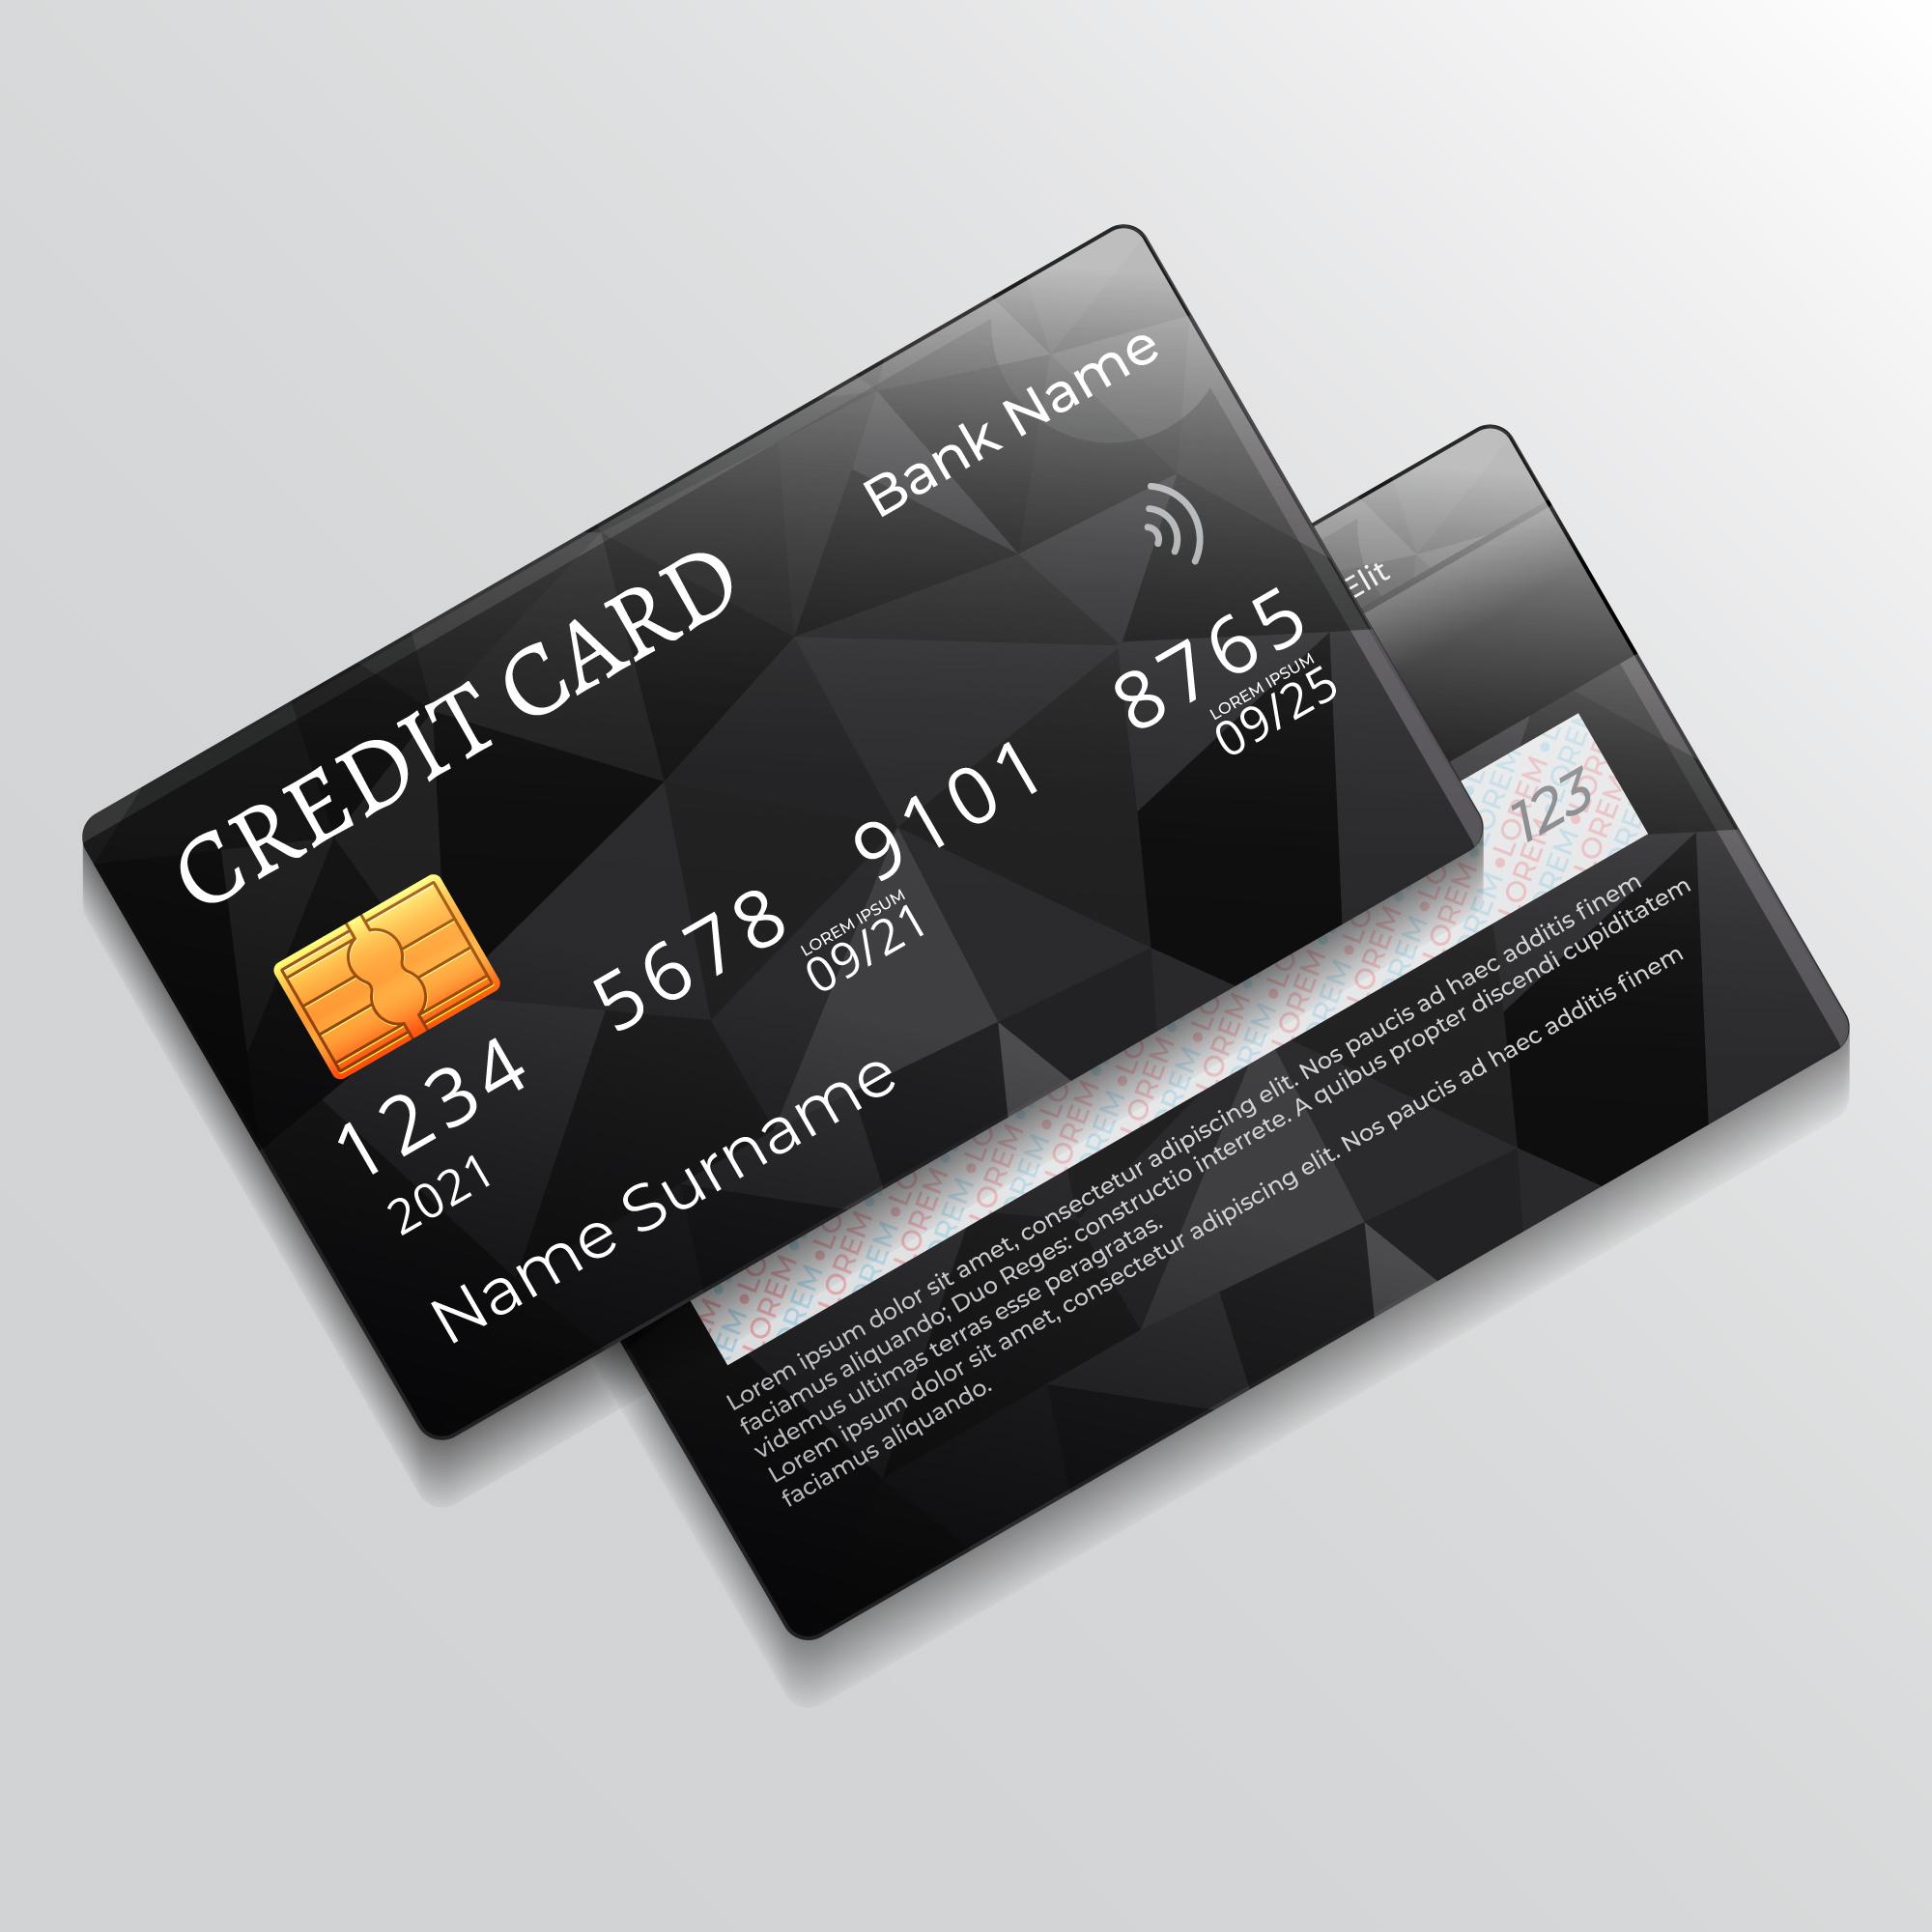 CREDIT CARD
Bank Name
1234 5678 9101 8765
2021
LOREM IPSUM
09/21
LOREM IPSUM
09/25
Name Surname
Elit
123
Lorem ipsum dolor sit amet, consectetur adipiscing elit. Nos paucis ad haec additis finem
faciamus aliquando; Duo Reges: constructio interrete. A quibus propter discendi cupiditatem
videmus ultimas terras esse peragratas.
Lorem ipsum dolor sit amet, consectetur adipiscing elit. Nos paucis ad haec additis finem
faciamus aliquando.